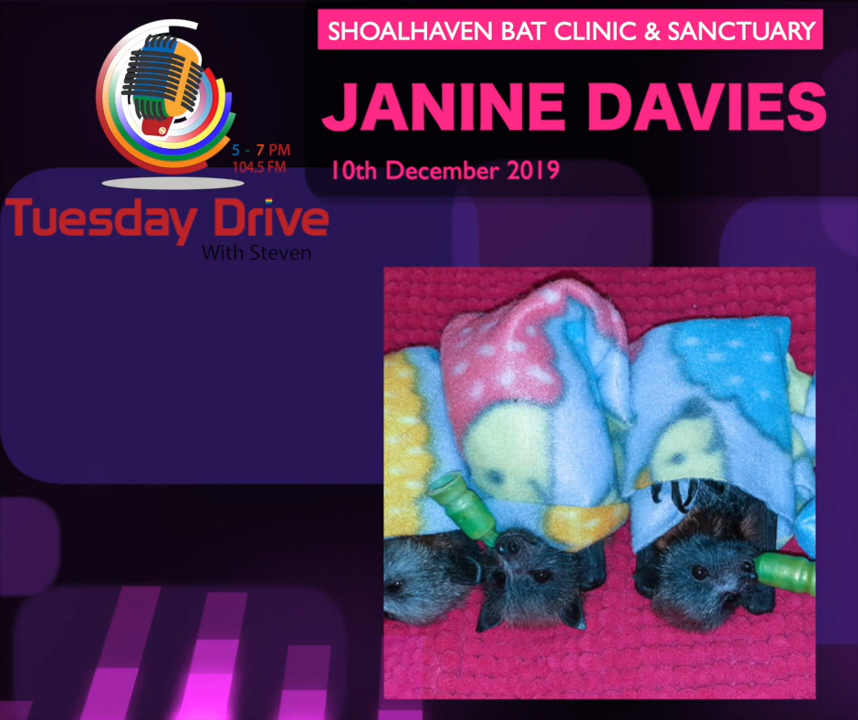 SHOALHAVEN BAT CLINIC & SANCTUARY
JANINE DAVIES
10th December 2019
5 - 7 PM
104.5 FM
Tuesday Drive
With Steven